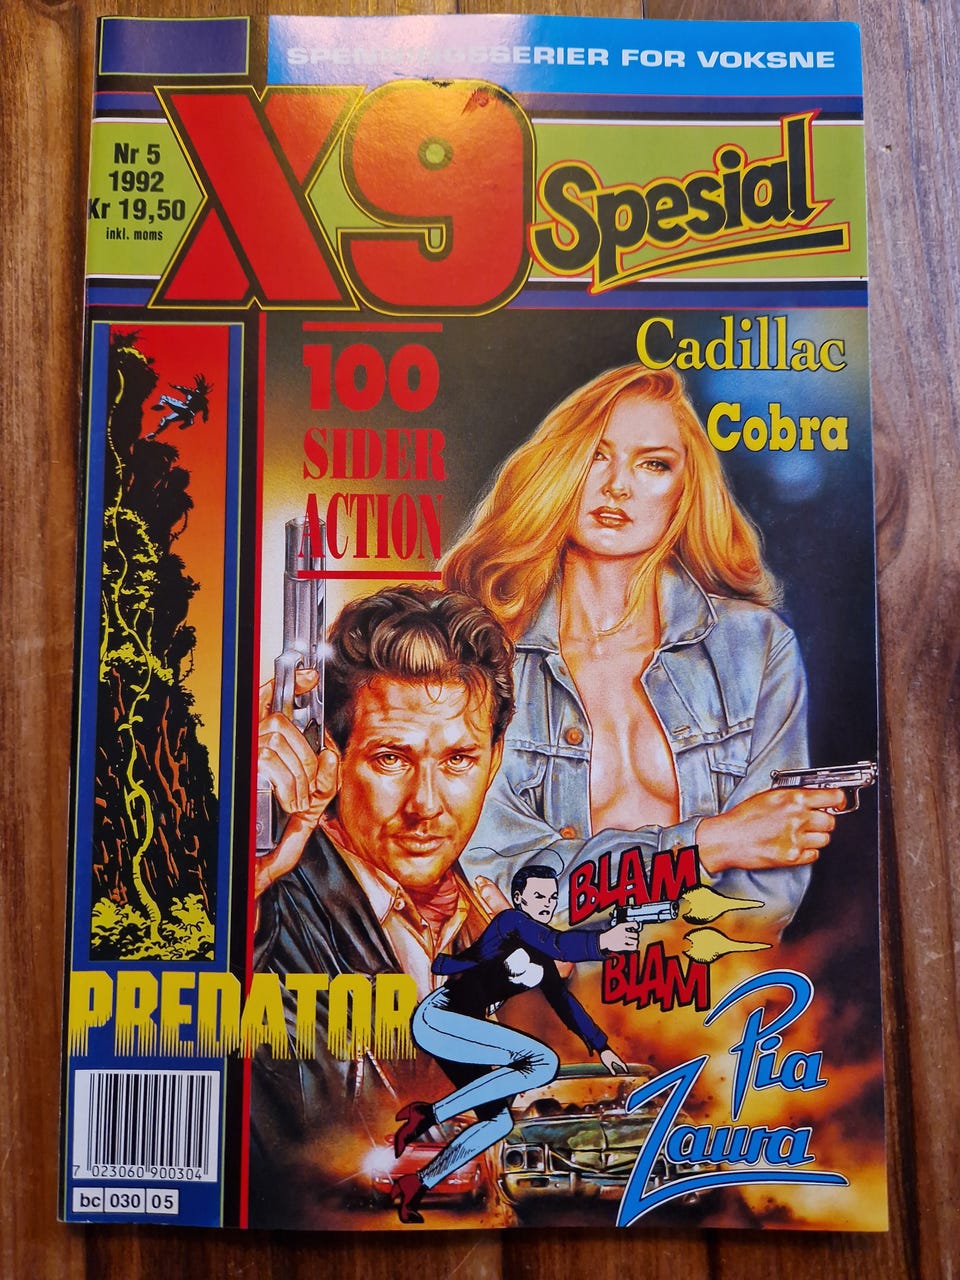 SPENNINGSSERIER FOR VOKSNE
Nr 5
1992
Kr 19,50
inkl. moms
X9 Spesial
100
SIDER
ACTION
Cadillac
Cobra
BLAM
BLAM
PREDATOR
Pia
Zaura
7 023060 900304
bc 030 05